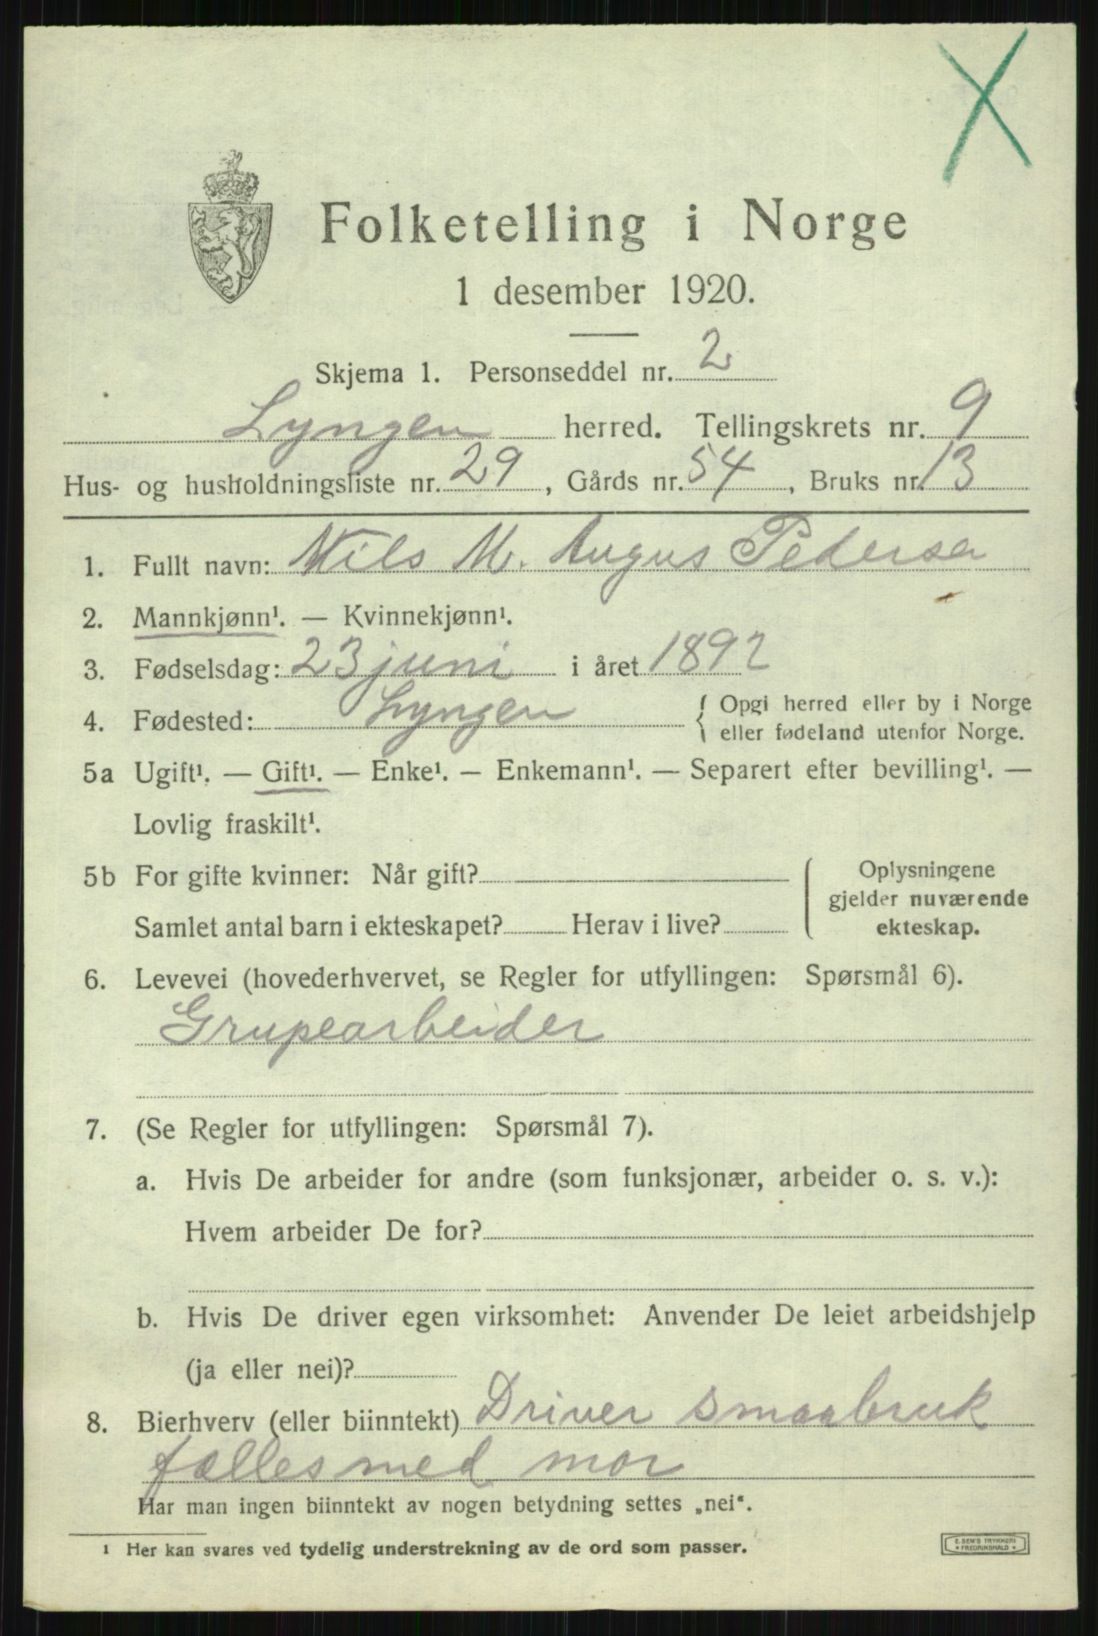 Folketelling i Norge
1 desember 1920.
Skjema 1. Personseddel nr. 2
Lyngen herred. Tellingskrets nr. 9
Hus- og husholdningsliste nr. 29, Gårds nr. 54, Bruks nr. 13
1. Fullt navn: Nils M. Augus Pedersen
2. Mannkjønn¹. — Kvinnekjønn¹.
3. Fødselsdag: 23 juni i året 1892
4. Fødested: Lyngen { Opgi herred eller by i Norge
eller fødeland utenfor Norge.
5a Ugift¹. — Gift¹. — Enke¹. — Enkemann¹. — Separert efter bevilling¹. —
Lovlig fraskilt¹.
5b For gifte kvinner: Når gift?
Samlet antal barn i ekteskapet? Herav i live?
Oplysningene
gjelder nuværende
ekteskap.
6. Levevei (hovederhvervet, se Regler for utfyllingen: Spørsmål 6).
Grupearbeider
7. (Se Regler for utfyllingen: Spørsmål 7).
a. Hvis De arbeider for andre (som funksjonær, arbeider o. s. v.):
Hvem arbeider De for?
b. Hvis De driver egen virksomhet: Anvender De leiet arbeidshjelp
(ja eller nei)?
8. Bierhverv (eller biinntekt) Driver smaabruk
fælles med mor
Har man ingen biinntekt av nogen betydning settes „nei".
¹ Her kan svares ved tydelig understrekning av de ord som passer.
E. SEM'S TRYKKERI
FREDRIKSHALD